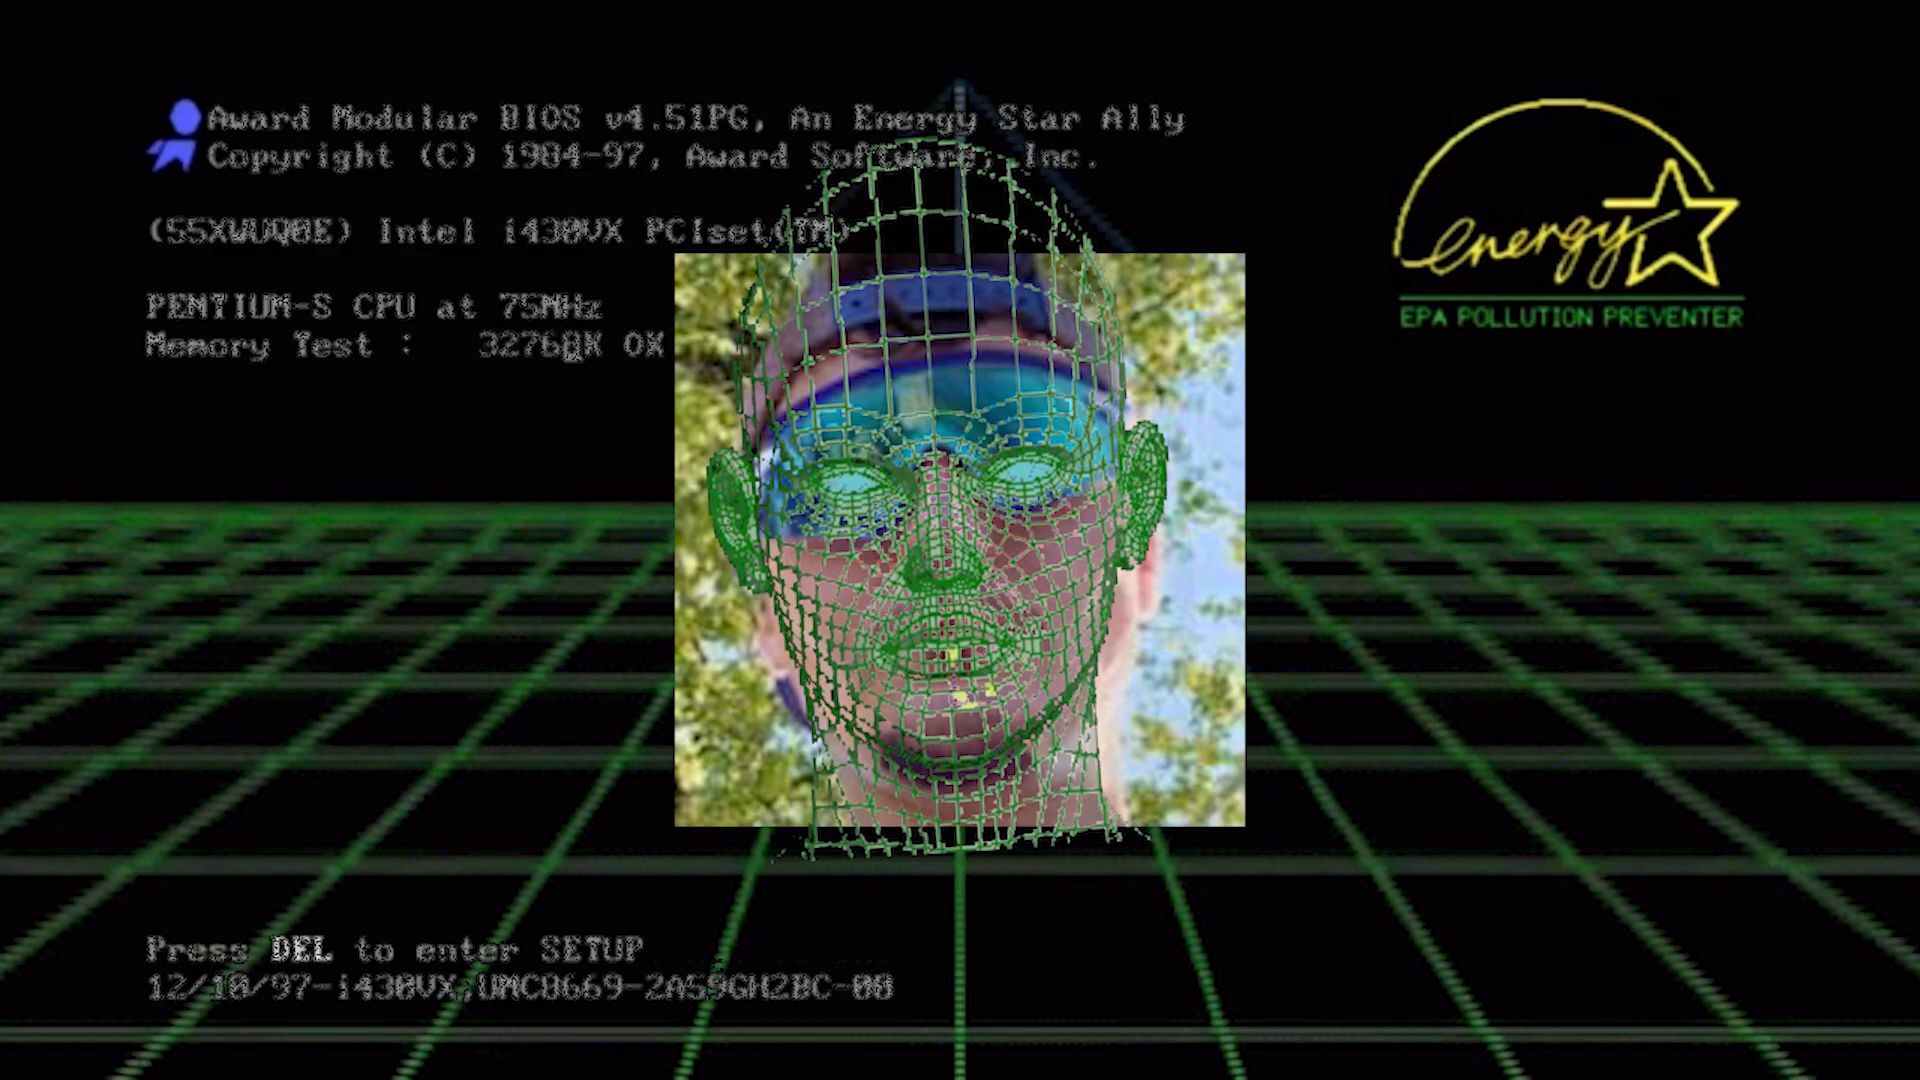 Award Modular BIOS v4.51PG, An Energy Star Ally
Copyright (C) 1984-97, Award Software, Inc.
(55XWUQ0E) Intel i430VX PCIset(TM)
PENTIUM-S CPU at 75MHz
Memory Test : 32768K OK
energy
EPA POLLUTION PREVENTER
Press DEL to enter SETUP
12/10/97-i430VX,UMC8669-2A59GH2BC-00